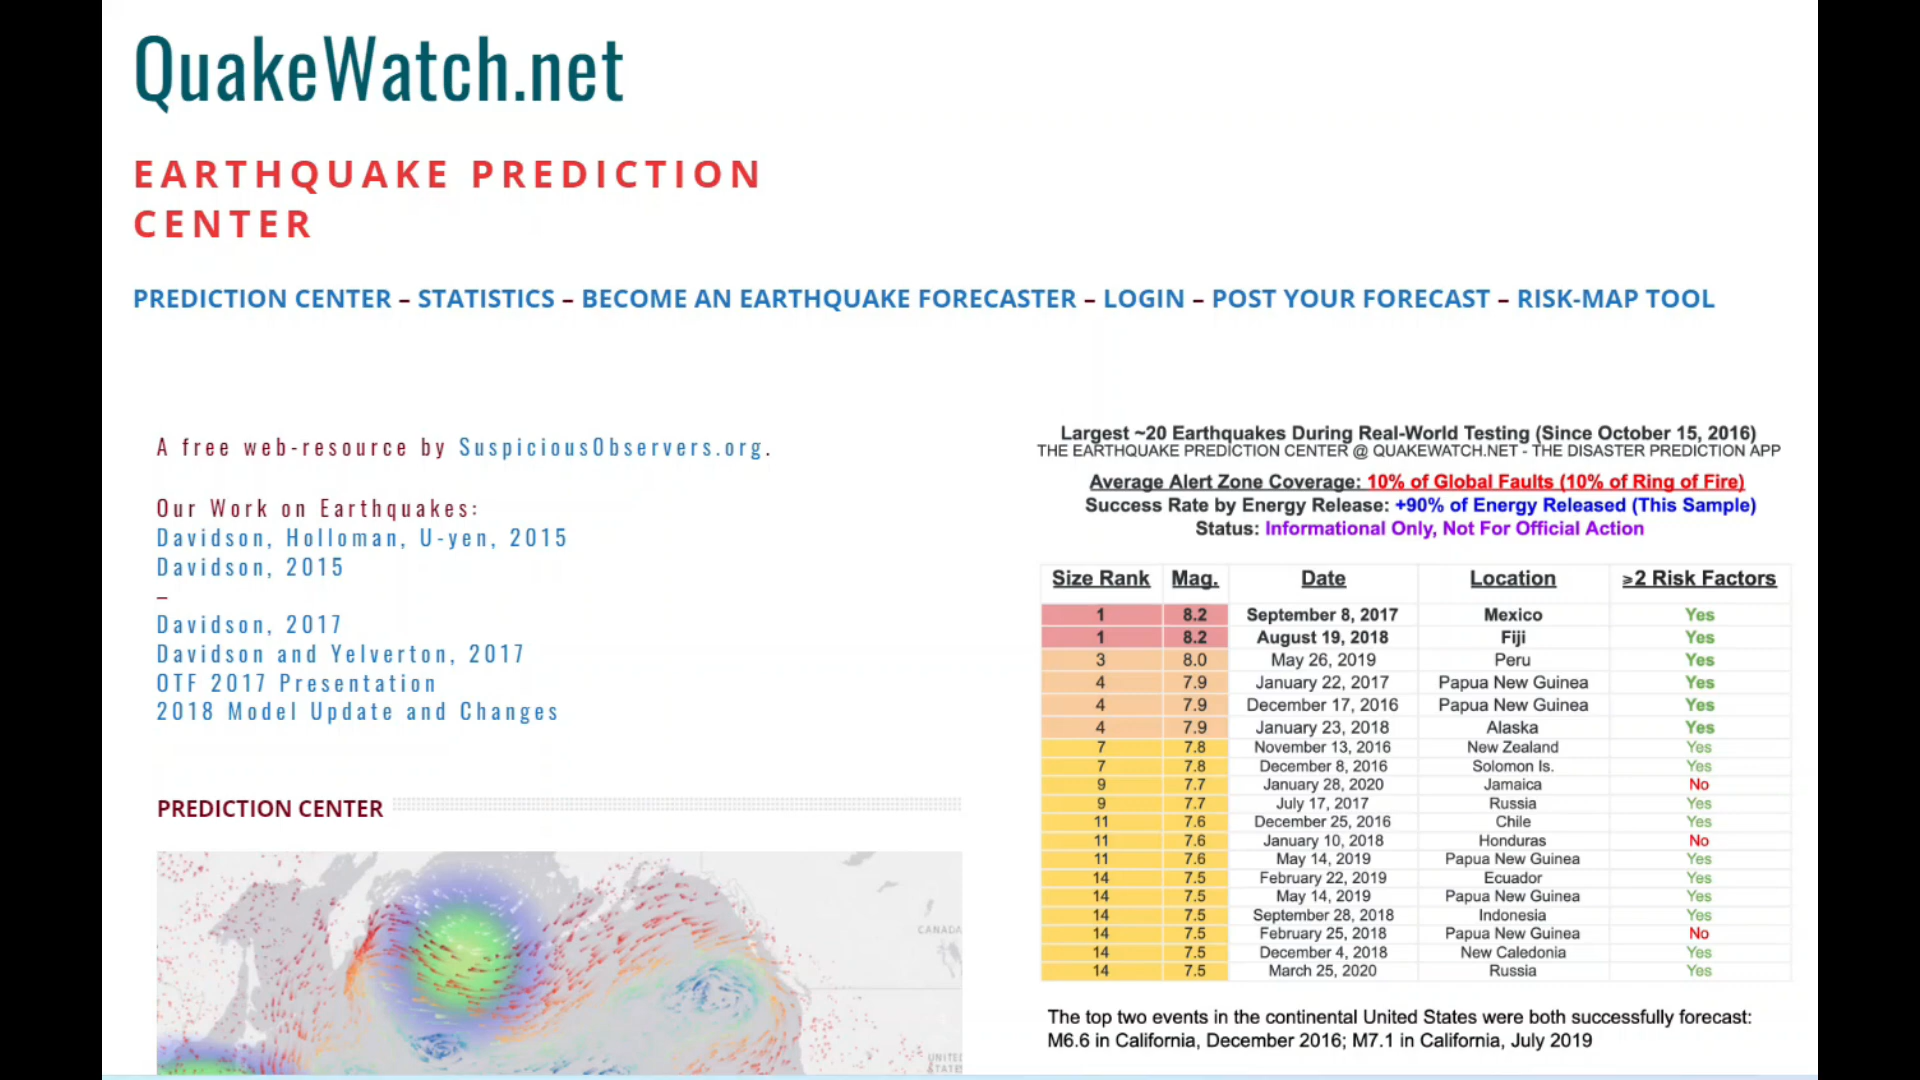 QuakeWatch.net
EARTHQUAKE PREDICTION
CENTER
PREDICTION CENTER – STATISTICS – BECOME AN EARTHQUAKE FORECASTER – LOGIN – POST YOUR FORECAST – RISK-MAP TOOL
A free web-resource by SuspiciousObservers.org.
Our Work on Earthquakes:
Davidson, Holloman, U-yen, 2015
Davidson, 2015
–
Davidson, 2017
Davidson and Yelverton, 2017
OTF 2017 Presentation
2018 Model Update and Changes
PREDICTION CENTER
CANADA
UNITED
STATES
Largest ~20 Earthquakes During Real-World Testing (Since October 15, 2016)
THE EARTHQUAKE PREDICTION CENTER @ QUAKEWATCH.NET - THE DISASTER PREDICTION APP
Average Alert Zone Coverage: 10% of Global Faults (10% of Ring of Fire)
Success Rate by Energy Release: +90% of Energy Released (This Sample)
Status: Informational Only, Not For Official Action
Size Rank Mag. Date Location ≥2 Risk Factors
1 8.2 September 8, 2017 Mexico Yes
1 8.2 August 19, 2018 Fiji Yes
3 8.0 May 26, 2019 Peru Yes
4 7.9 January 22, 2017 Papua New Guinea Yes
4 7.9 December 17, 2016 Papua New Guinea Yes
4 7.9 January 23, 2018 Alaska Yes
7 7.8 November 13, 2016 New Zealand Yes
7 7.8 December 8, 2016 Solomon Is. Yes
9 7.7 January 28, 2020 Jamaica No
9 7.7 July 17, 2017 Russia Yes
11 7.6 December 25, 2016 Chile Yes
11 7.6 January 10, 2018 Honduras No
11 7.6 May 14, 2019 Papua New Guinea Yes
14 7.5 February 22, 2019 Ecuador Yes
14 7.5 May 14, 2019 Papua New Guinea Yes
14 7.5 September 28, 2018 Indonesia Yes
14 7.5 February 25, 2018 Papua New Guinea No
14 7.5 December 4, 2018 New Caledonia Yes
14 7.5 March 25, 2020 Russia Yes
The top two events in the continental United States were both successfully forecast:
M6.6 in California, December 2016; M7.1 in California, July 2019